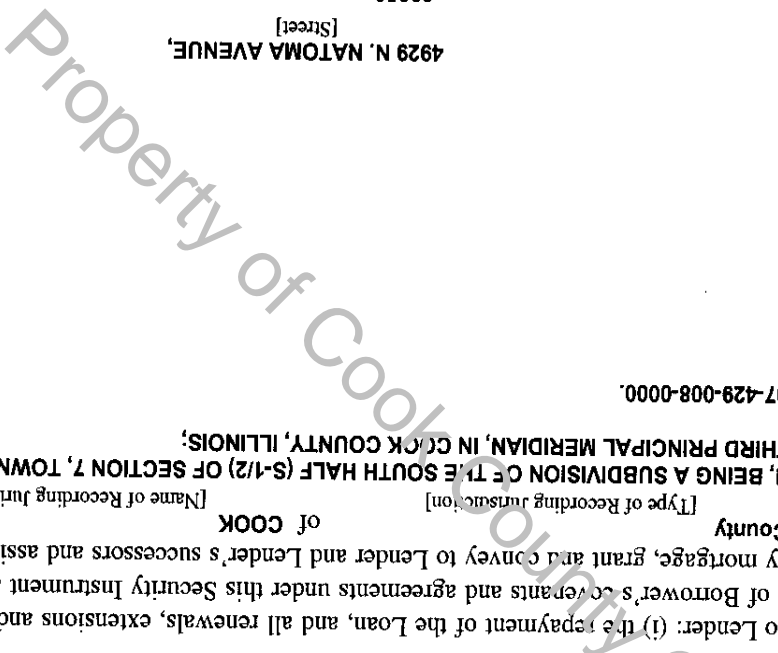 o Lender: (i) the repayment of the Loan, and all renewals, extensions and
of Borrower's covenants and agreements under this Security Instrument
y mortgage, grant and convey to Lender and Lender's successors and assi
County of COOK
[Type of Recording Jurisdiction] [Name of Recording Juri
, BEING A SUBDIVISION OF THE SOUTH HALF (S-1/2) OF SECTION 7, TOWN
THIRD PRINCIPAL MERIDIAN, IN COOK COUNTY, ILLINOIS;
7-429-008-0000.
4929 N. NATOMA AVENUE,
[Street]
Property of Cook County